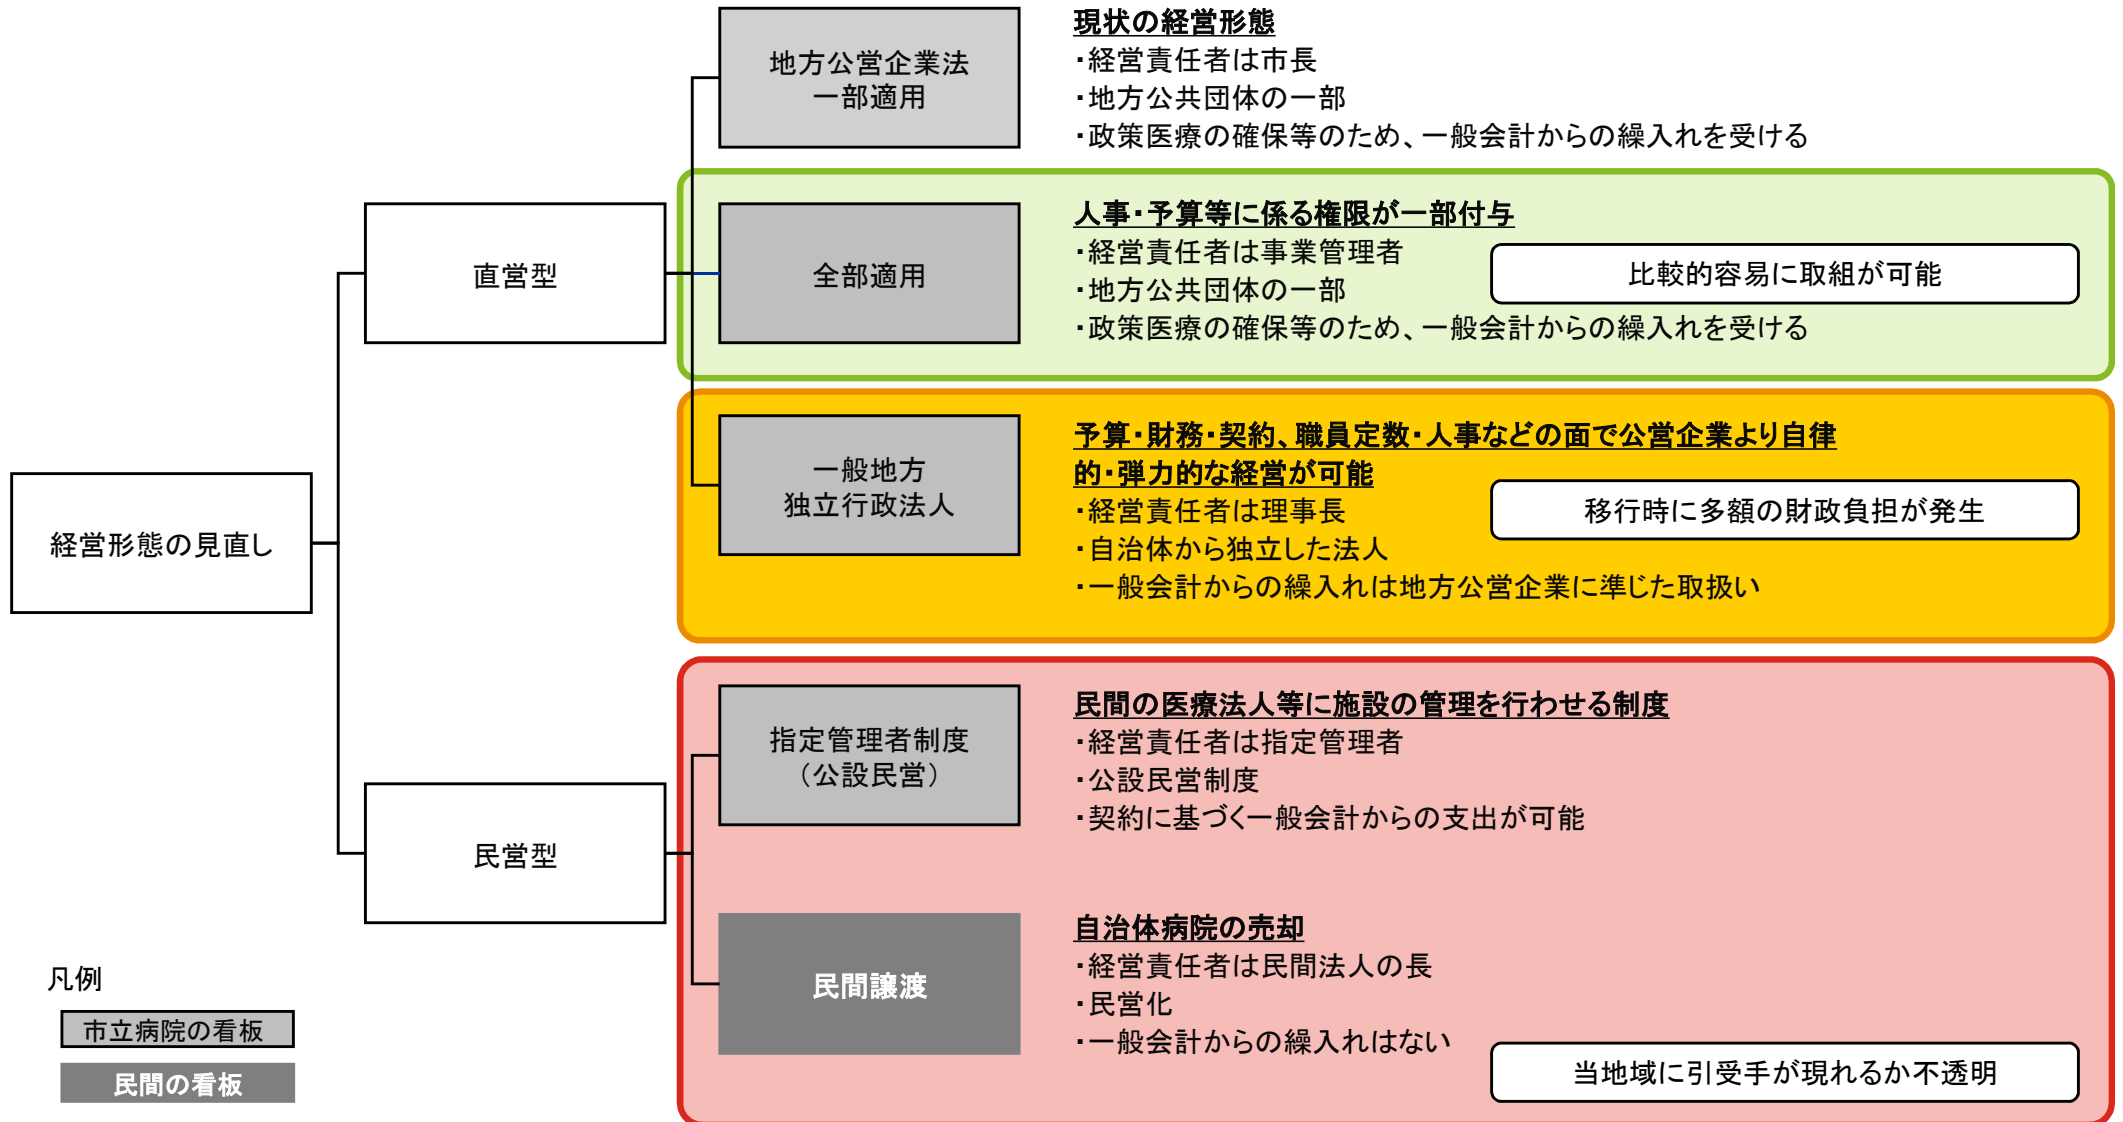 経営形態の見直し
直営型
地方公営企業法
一部適用
現状の経営形態
・経営責任者は市長
・地方公共団体の一部
・政策医療の確保等のため、一般会計からの繰入れを受ける
全部適用
人事・予算等に係る権限が一部付与
・経営責任者は事業管理者
・地方公共団体の一部
・政策医療の確保等のため、一般会計からの繰入れを受ける
比較的容易に取組が可能
一般地方
独立行政法人
予算・財務・契約、職員定数・人事などの面で公営企業より自律
的・弾力的な経営が可能
・経営責任者は理事長
・自治体から独立した法人
・一般会計からの繰入れは地方公営企業に準じた取扱い
移行時に多額の財政負担が発生
民営型
指定管理者制度
（公設民営）
民間の医療法人等に施設の管理を行わせる制度
・経営責任者は指定管理者
・公設民営制度
・契約に基づく一般会計からの支出が可能
民間譲渡
自治体病院の売却
・経営責任者は民間法人の長
・民営化
・一般会計からの繰入れはない
当地域に引受手が現れるか不透明
凡例
市立病院の看板
民間の看板